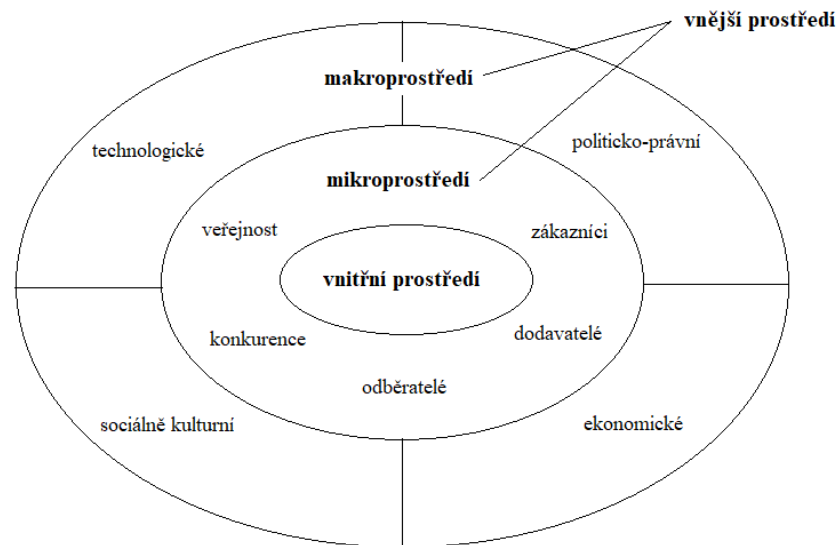 vnější prostředí
makroprostředí
technologické
politicko-právní
mikroprostředí
veřejnost
zákazníci
vnitřní prostředí
konkurence
dodavatelé
odběratelé
sociálně kulturní
ekonomické